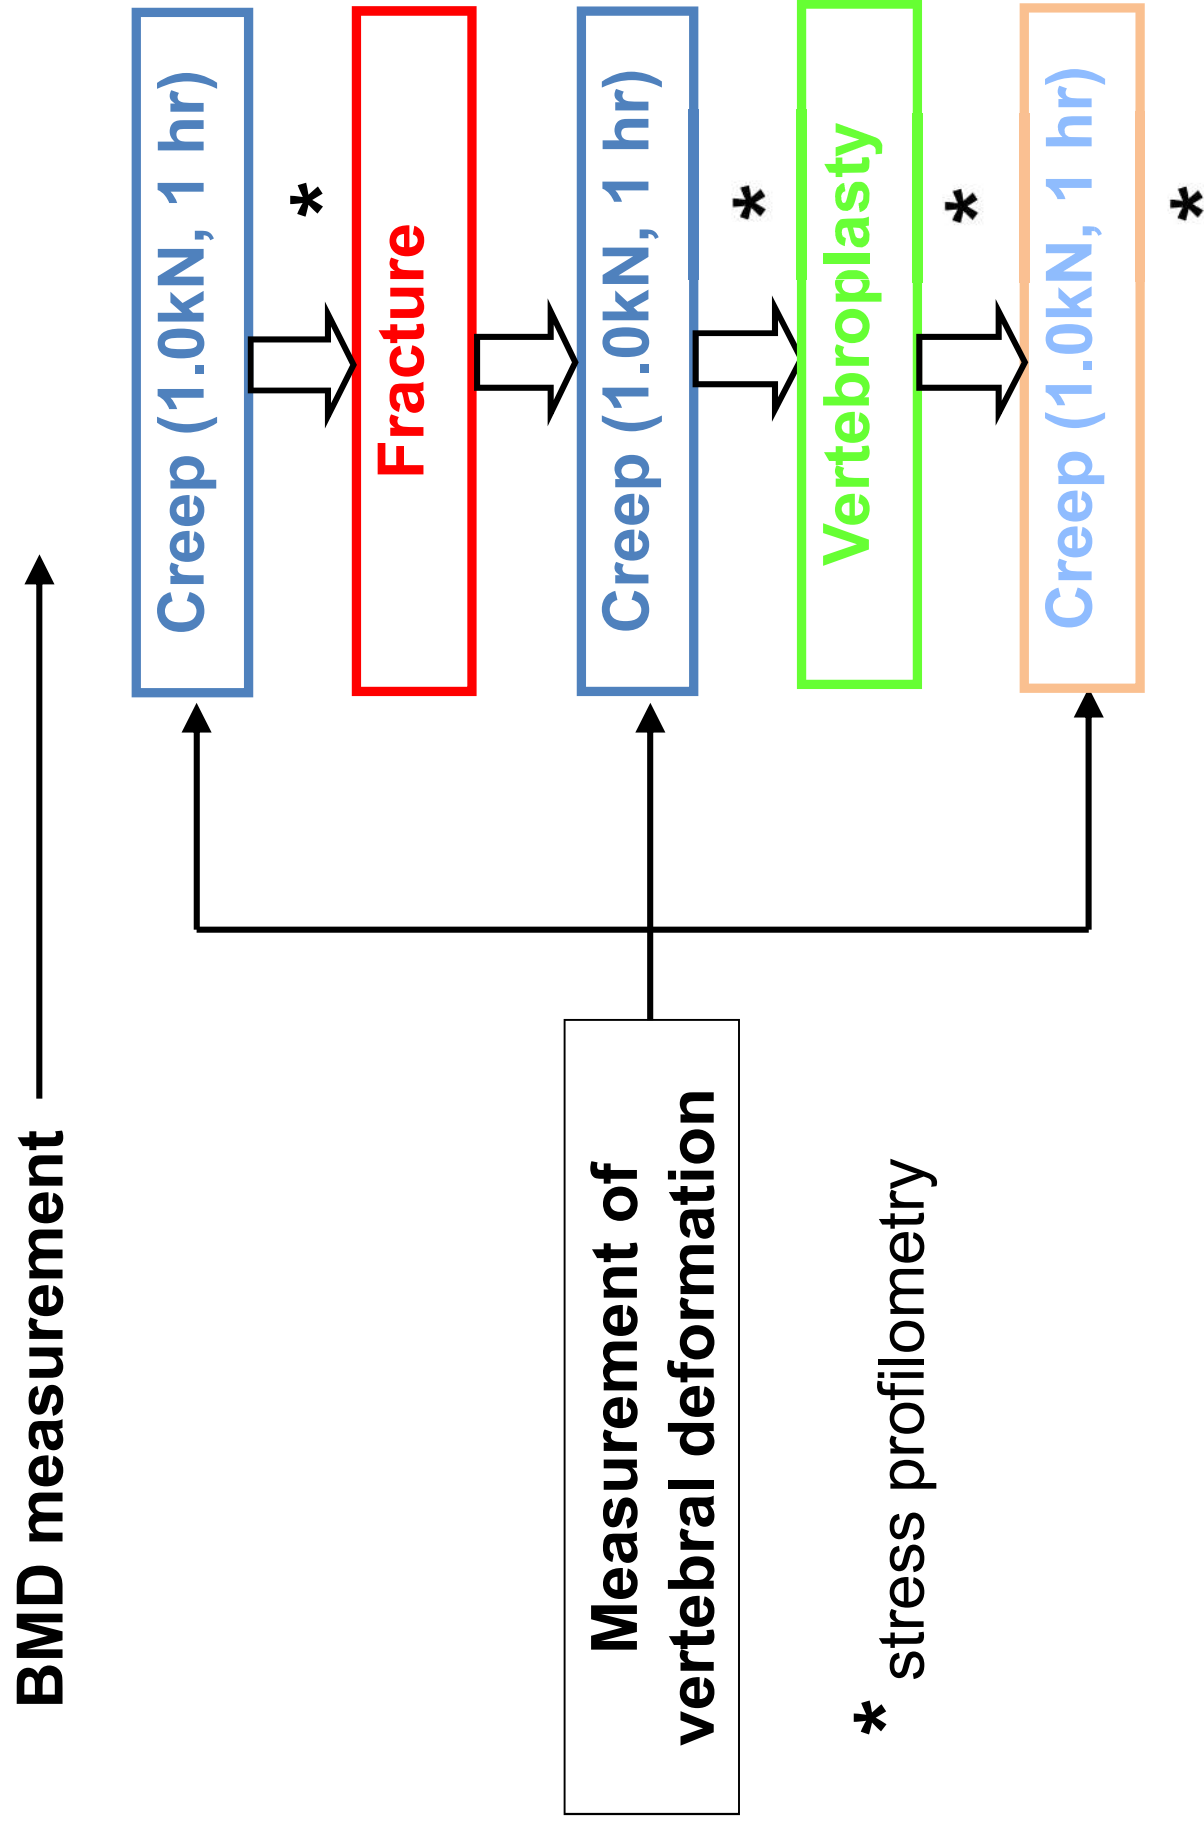 BMD measurement
Creep (1.0kN, 1 hr)
*
Fracture
Creep (1.0kN, 1 hr)
*
Vertebroplasty
*
Creep (1.0kN, 1 hr)
*
Measurement of
vertebral deformation
* stress profilometry